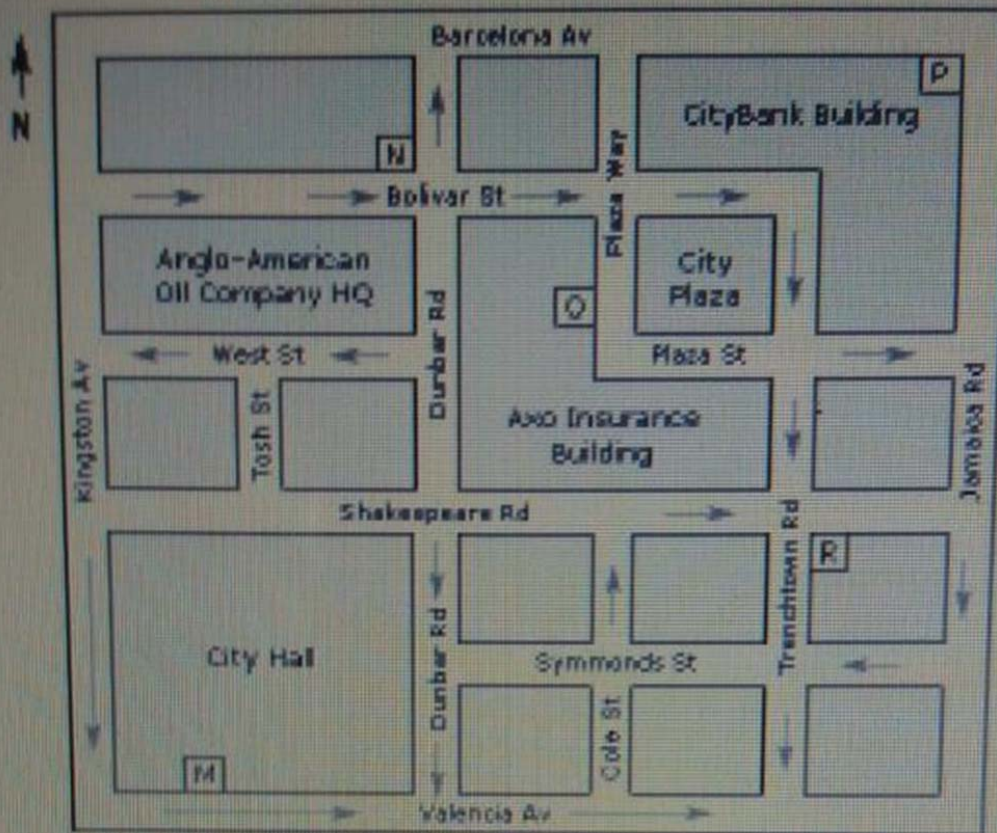 Barcelona Av
N
P
CityBank Building
N
Plaza Way
Bolivar St
Anglo-American
Oil Company HQ
City
Plaza
O
Dunbar Rd
West St
Plaza St
Kingston Av
Tosh St
Axo Insurance
Building
Jamaica Rd
Shakespeare Rd
Trenchtown Rd
R
City Hall
Dunbar Rd
Symmonds St
Cole St
M
Valencia Av